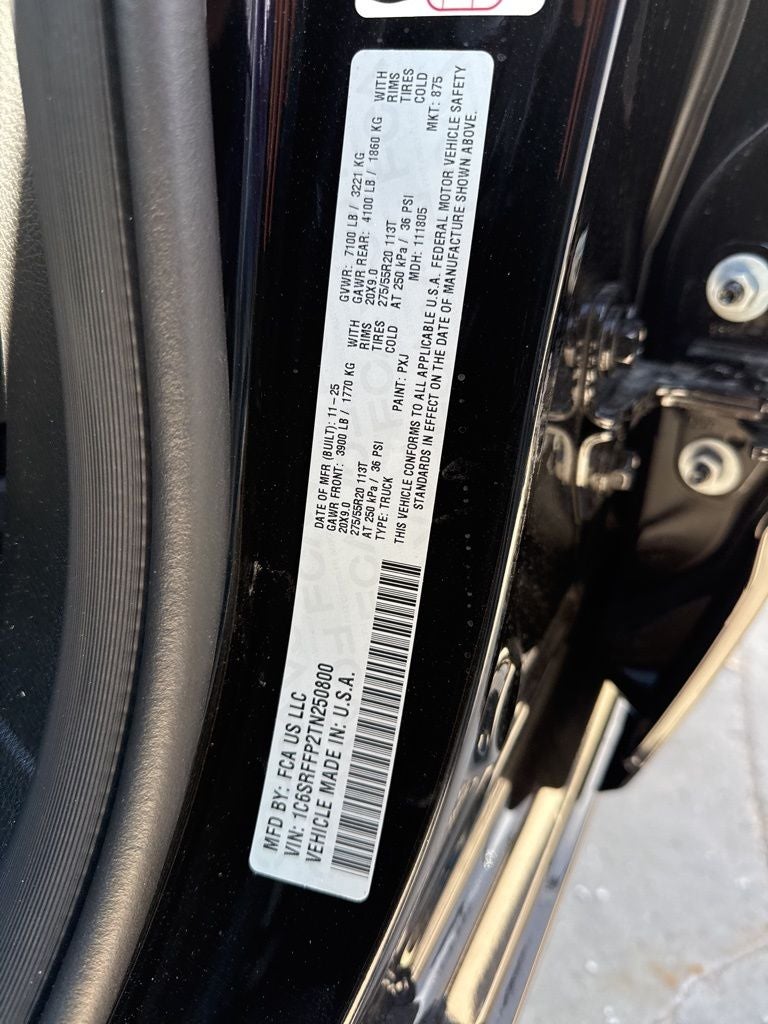 MFD BY: FCA US LLC
VIN: 1C6SRFFP2TN250800
VEHICLE MADE IN: U.S.A.
DATE OF MFR (BUILT): 11-25
GAWR FRONT: 3900 LB / 1770 KG WITH
20X9.0 RIMS
275/55R20 113T TIRES
AT 250 kPa / 36 PSI COLD
TYPE: TRUCK PAINT: PXJ
GVWR: 7100 LB / 3221 KG
GAWR REAR: 4100 LB / 1860 KG WITH
20X9.0 RIMS
275/55R20 113T TIRES
AT 250 kPa / 36 PSI COLD
MDH: 111805 MKT: 875
THIS VEHICLE CONFORMS TO ALL APPLICABLE U.S.A. FEDERAL MOTOR VEHICLE SAFETY
STANDARDS IN EFFECT ON THE DATE OF MANUFACTURE SHOWN ABOVE.